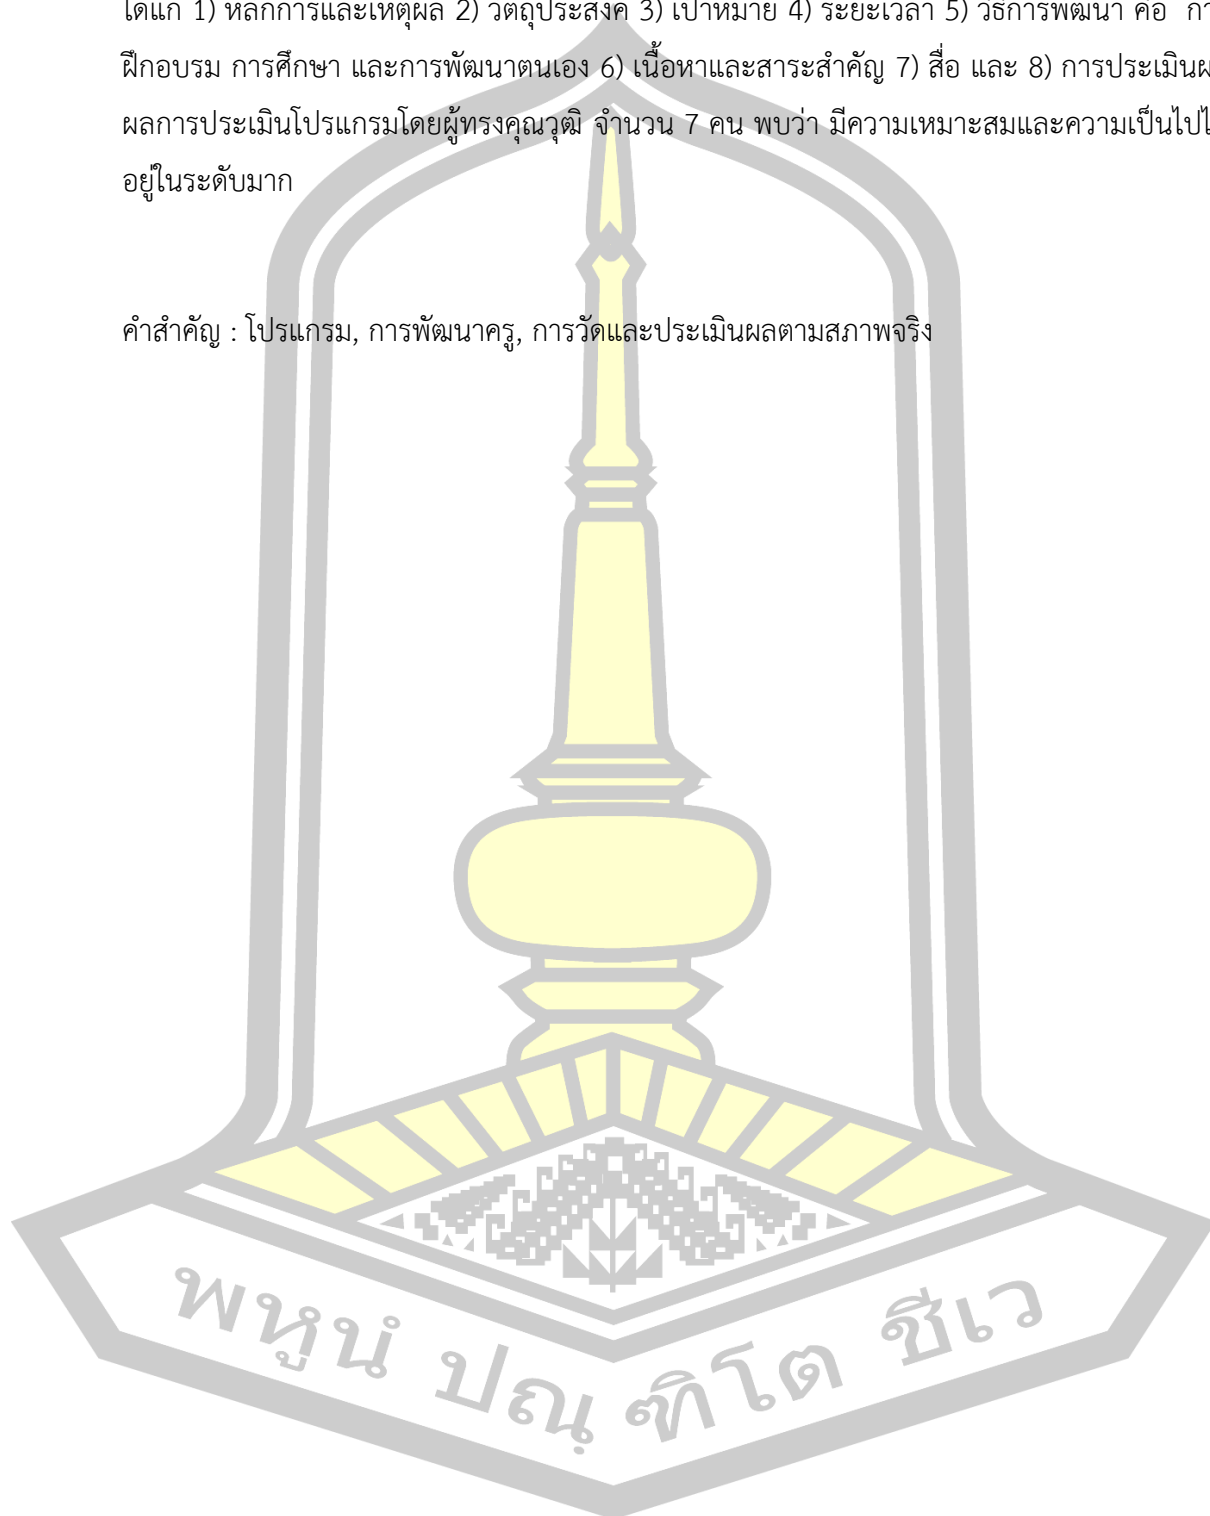 ได้แก่ 1) หลักการและเหตุผล 2) วัตถุประสงค์ 3) เป้าหมาย 4) ระยะเวลา 5) วิธีการพัฒนา คือ
ฝึกอบรม การศึกษา และการพัฒนาตนเอง 6) เนื้อหาและสาระสำคัญ 7) สื่อ และ 8) การประเมิน
ผลการประเมินโปรแกรมโดยผู้ทรงคุณวุฒิ จำนวน 7 คน พบว่า มีความเหมาะสมและความเป็นไป
อยู่ในระดับมาก
คำสำคัญ : โปรแกรม, การพัฒนาครู, การวัดและประเมินผลตามสภาพจริง
พหูนํ ปณฺฑิโต ชีเว